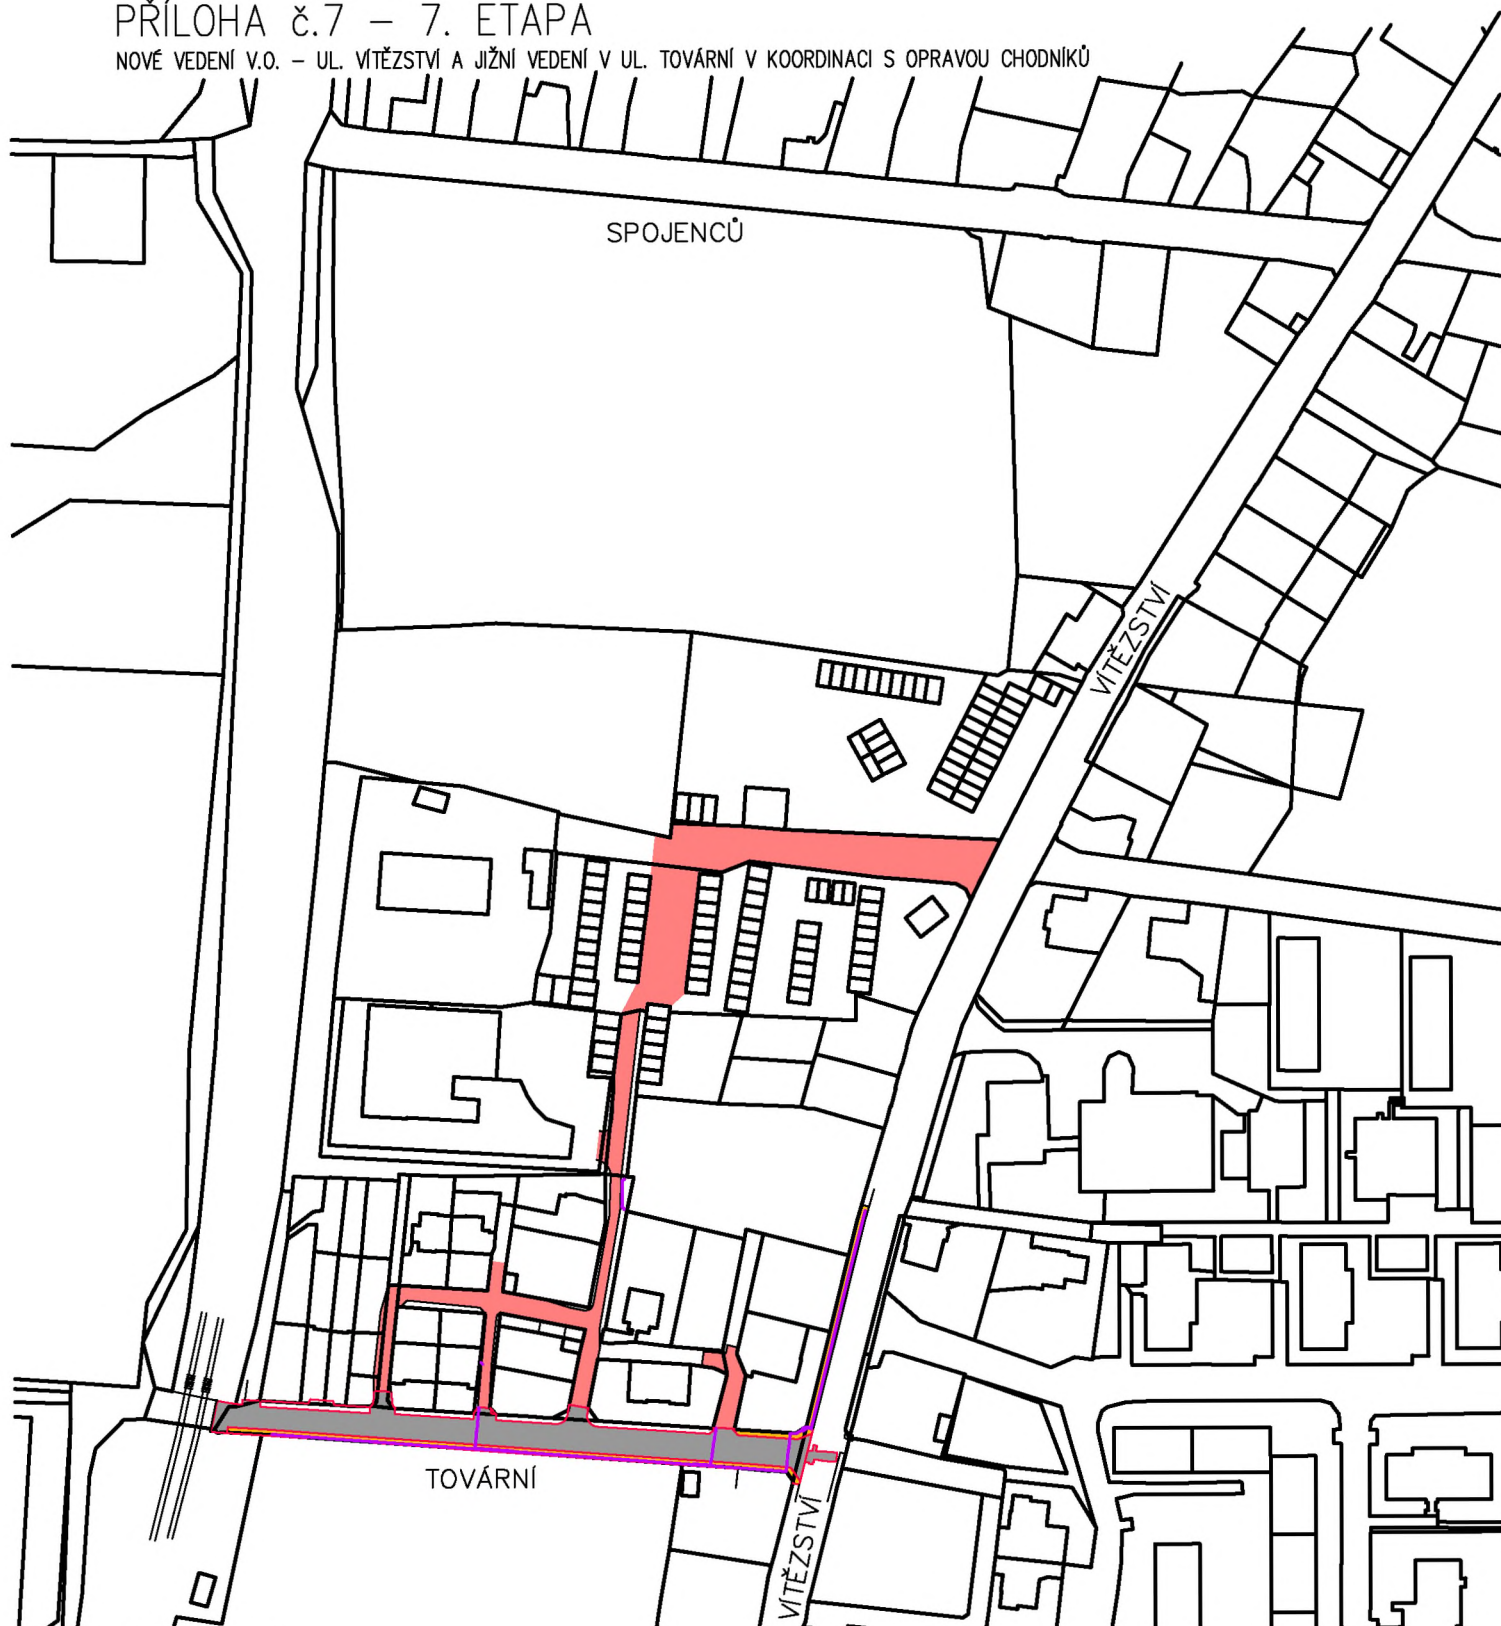 PŘÍLOHA č.7 – 7. ETAPA
NOVÉ VEDENÍ V.O. – UL. VÍTĚZSTVÍ A JIŽNÍ VEDENÍ V UL. TOVÁRNÍ V KOORDINACI S OPRAVOU CHODNÍKŮ
SPOJENCŮ
VÍTĚZSTVÍ
TOVÁRNÍ
VÍTĚZSTVÍ